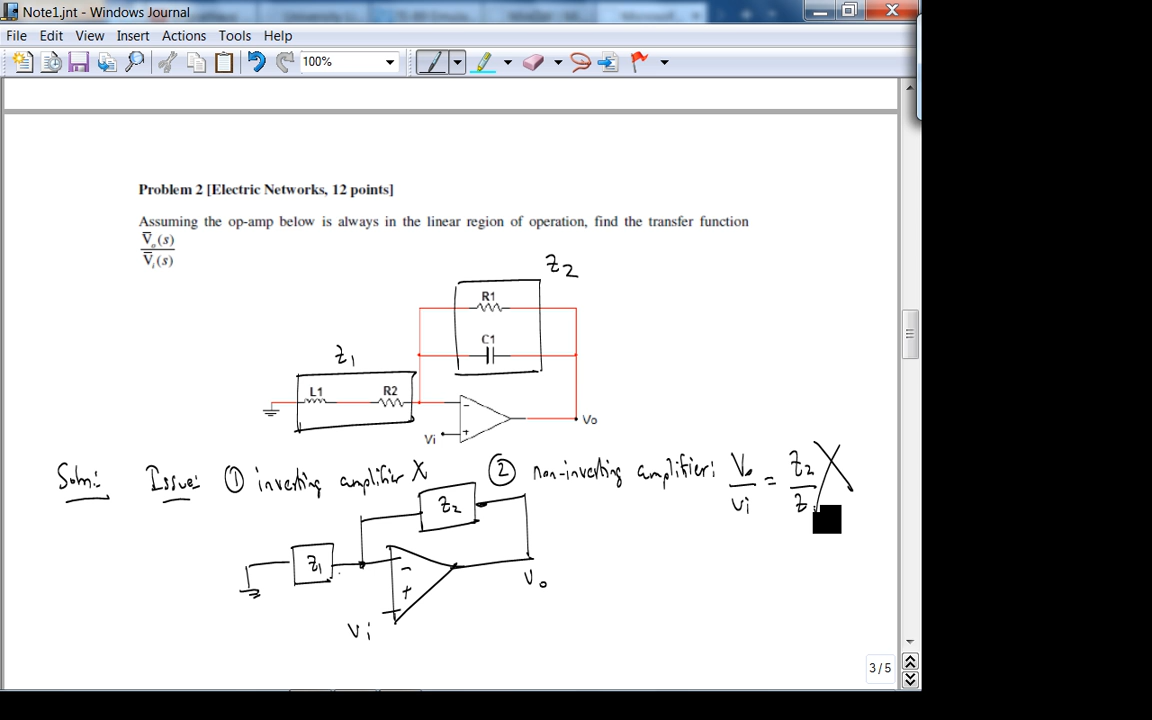 Note1.jnt - Windows Journal
File Edit View Insert Actions Tools Help
100%
Problem 2 [Electric Networks, 12 points]
Assuming the op-amp below is always in the linear region of operation, find the transfer function
V̄o(s)
V̄i(s)
Z2
R1
C1
Z1
L1 R2
-
+
Vo
Vi
Soln: Issue: ① inverting amplifier X ② non-inverting amplifier: Vo/Vi = Z2/Z X
Z2
Z1
-
+
Vo
Vi
3/5